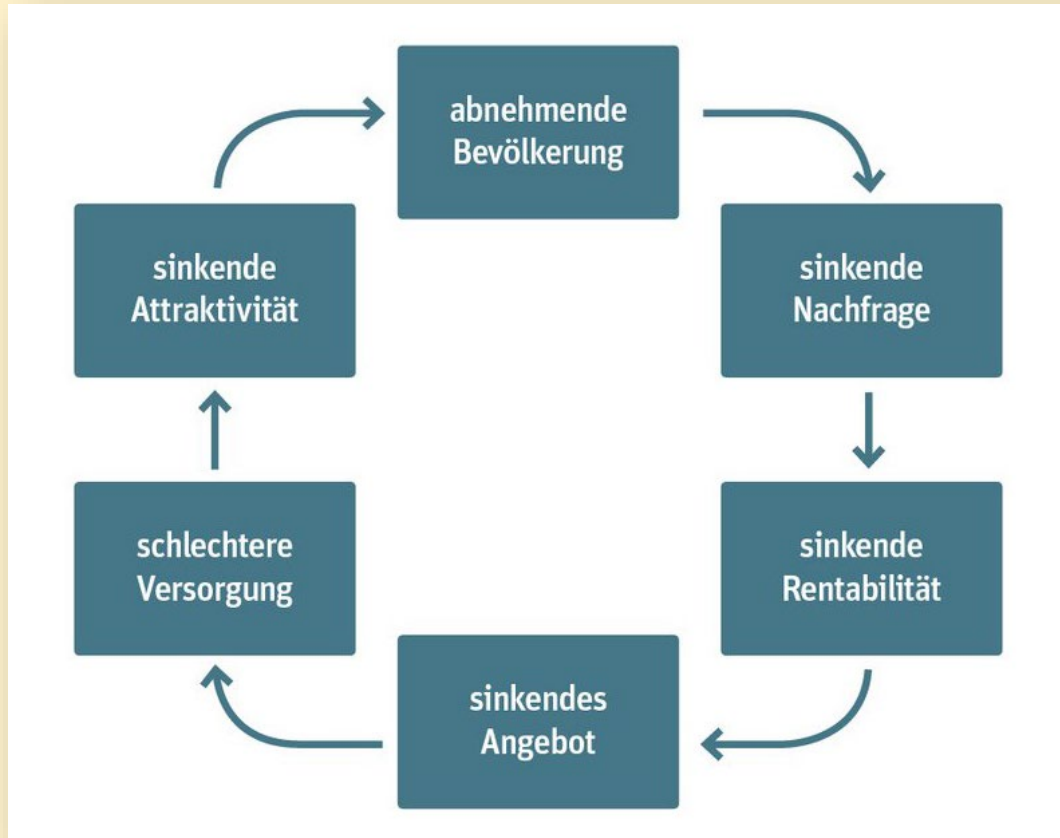 abnehmende
Bevölkerung
sinkende
Nachfrage
sinkende
Rentabilität
sinkendes
Angebot
schlechtere
Versorgung
sinkende
Attraktivität